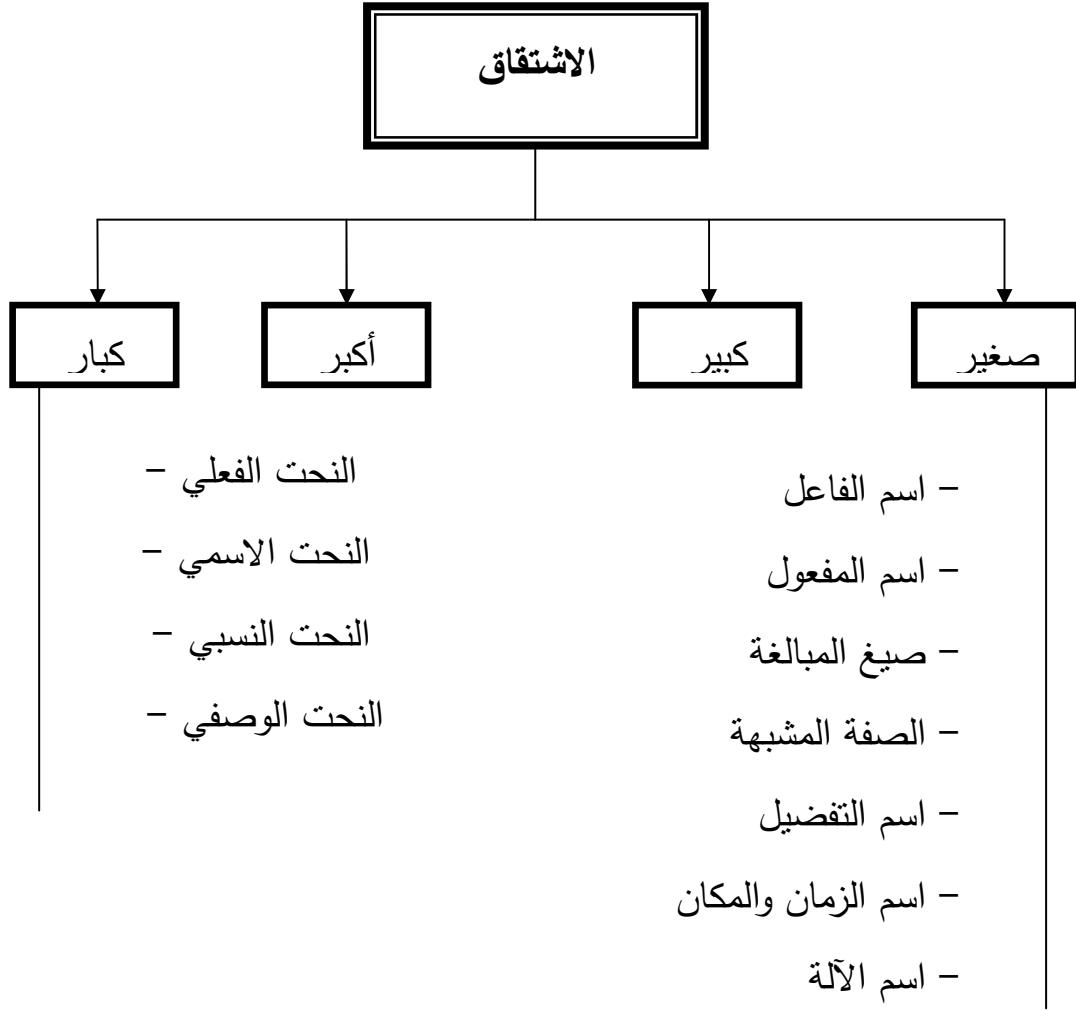 الاشتقاق
صغير
كبير
أكبر
كبار
– اسم الفاعل
– اسم المفعول
– صيغ المبالغة
– الصفة المشبهة
– اسم التفضيل
– اسم الزمان والمكان
– اسم الآلة
النحت الفعلي –
النحت الاسمي –
النحت النسبي –
النحت الوصفي –